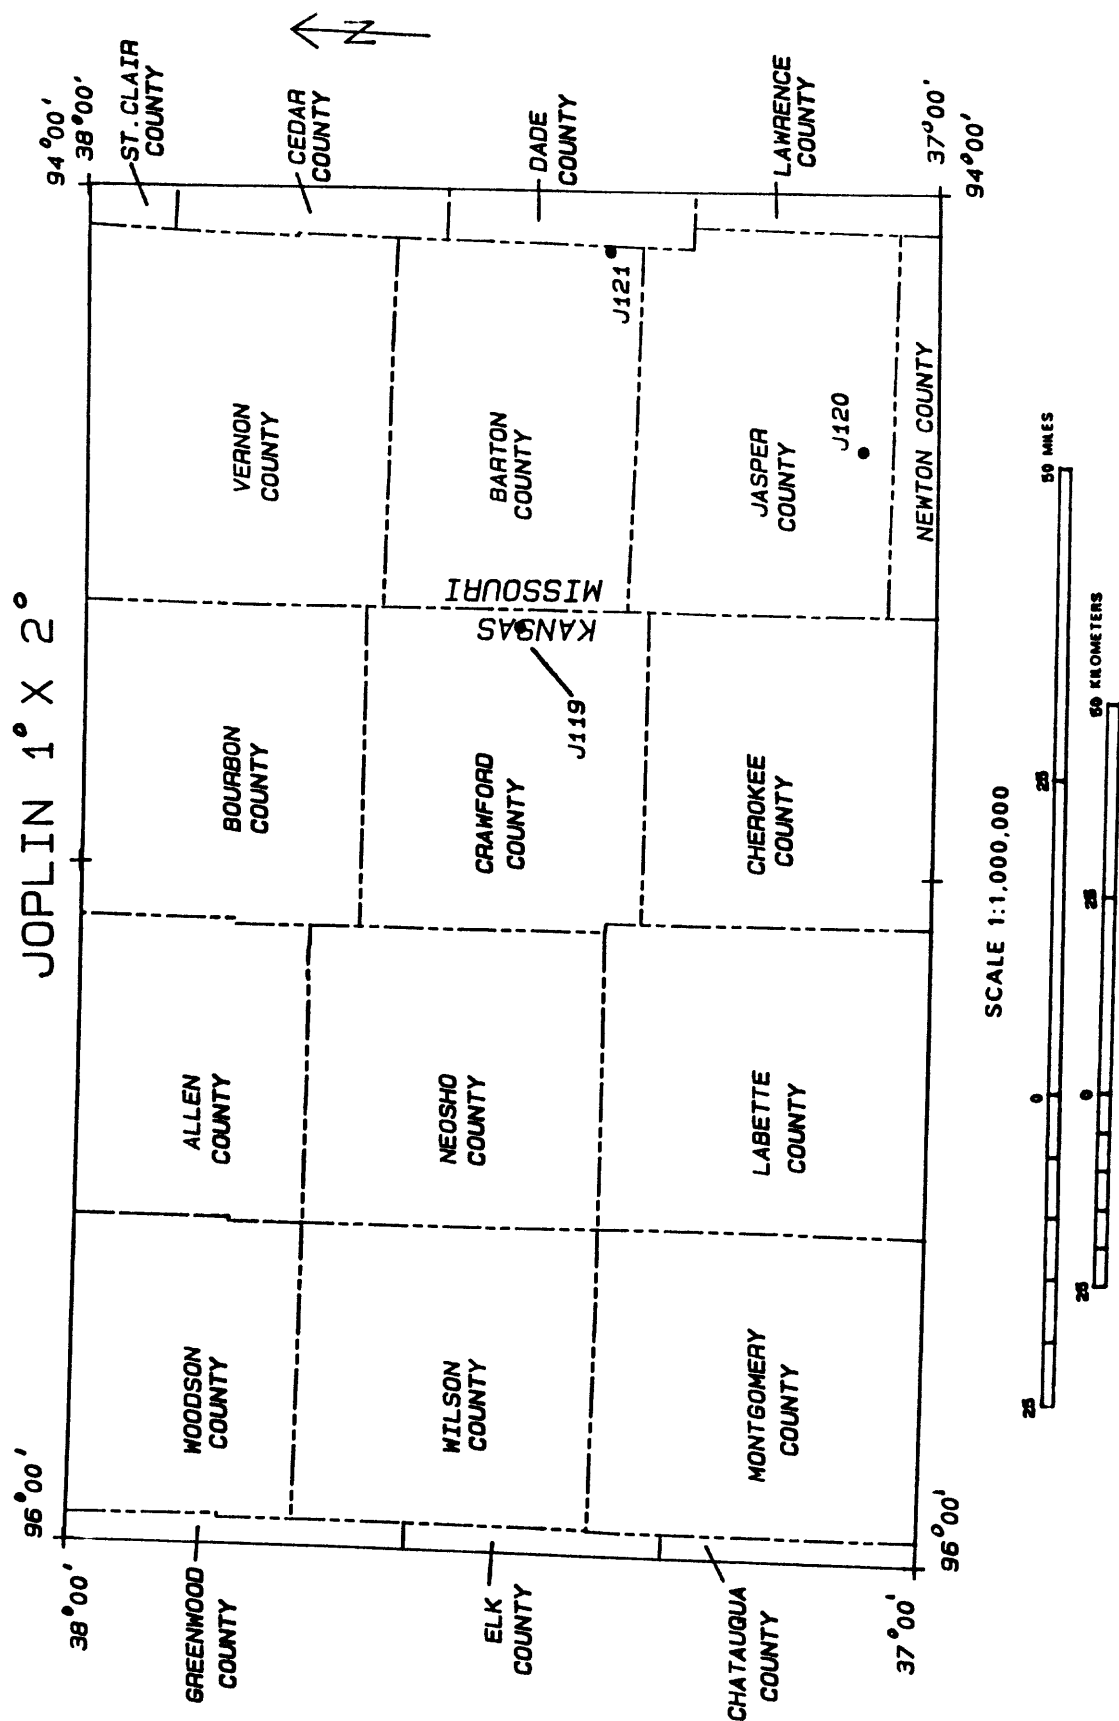 JOPLIN 1° X 2°
96°00'
94°00'
38°00'
38°00'
GREENWOOD
COUNTY
WOODSON
COUNTY
ALLEN
COUNTY
BOURBON
COUNTY
VERNON
COUNTY
ST. CLAIR
COUNTY
CEDAR
COUNTY
N
ELK
COUNTY
WILSON
COUNTY
NEOSHO
COUNTY
CRAWFORD
COUNTY
KANSAS
MISSOURI
BARTON
COUNTY
DADE
COUNTY
J119
J121
CHATAUQUA
COUNTY
MONTGOMERY
COUNTY
LABETTE
COUNTY
CHEROKEE
COUNTY
JASPER
COUNTY
J120
LAWRENCE
COUNTY
NEWTON COUNTY
37°00'
37°00'
96°00'
94°00'
SCALE 1:1,000,000
25
0
25
50 MILES
25
0
25
50 KILOMETERS